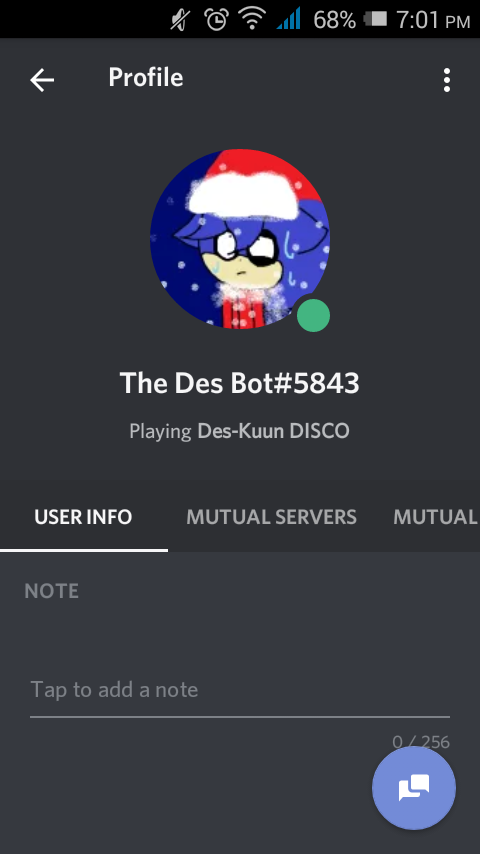 68% 7:01 PM
Profile
The Des Bot#5843
Playing Des-Kuun DISCO
USER INFO MUTUAL SERVERS MUTUAL
NOTE
Tap to add a note
0 / 256